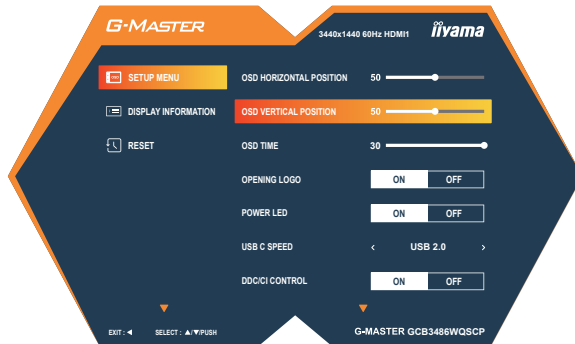 G-MASTER
3440x1440 60Hz HDMI1
iiyama
SETUP MENU
DISPLAY INFORMATION
RESET
OSD HORIZONTAL POSITION 50
OSD VERTICAL POSITION 50
OSD TIME 30
OPENING LOGO ON OFF
POWER LED ON OFF
USB C SPEED < USB 2.0 >
DDC/CI CONTROL ON OFF
EXIT : ◀ SELECT : ▲/▼/PUSH
G-MASTER GCB3486WQSCP